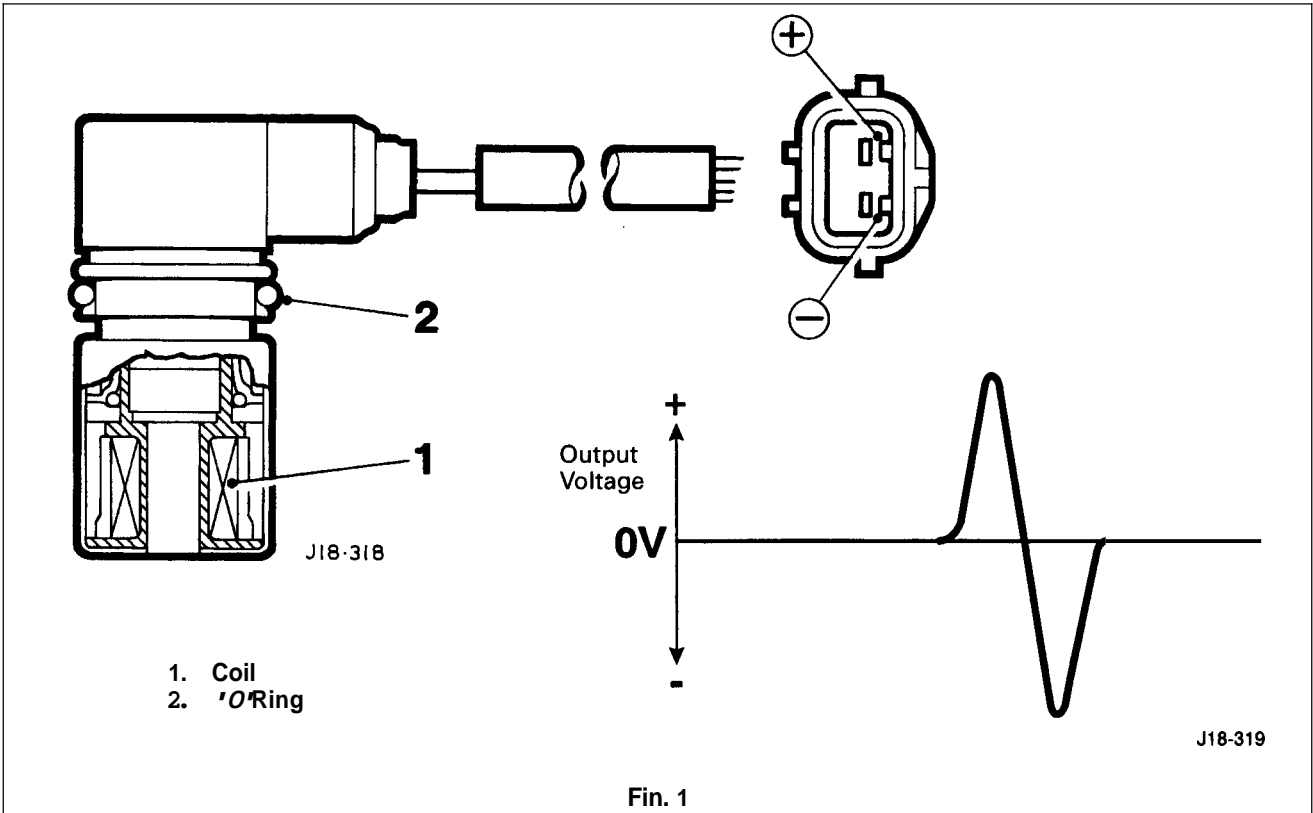 +
−
2
1
J18-318
+
Output
Voltage
0V
-
1. Coil
2. 'O' Ring
J18-319
Fin. 1